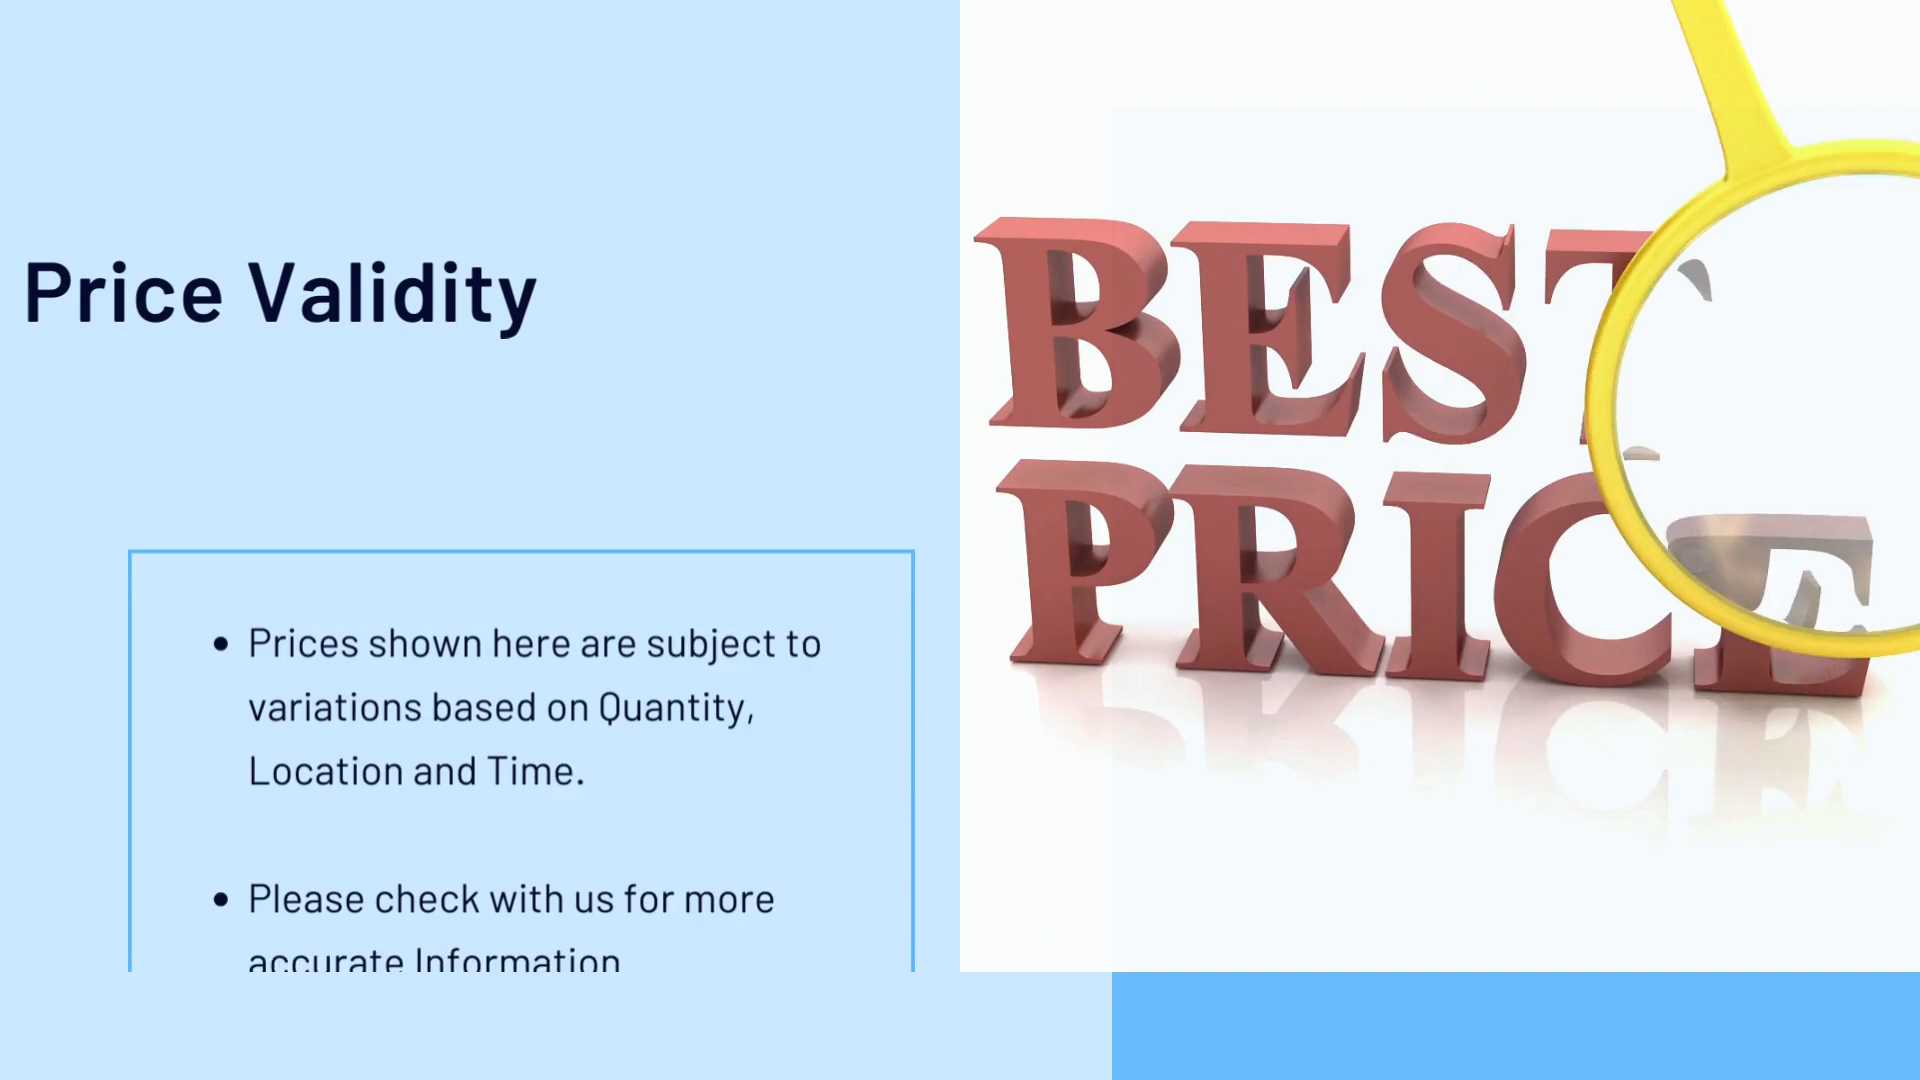 Price Validity
• Prices shown here are subject to
variations based on Quantity,
Location and Time.
• Please check with us for more
accurate Information
BEST
PRICE